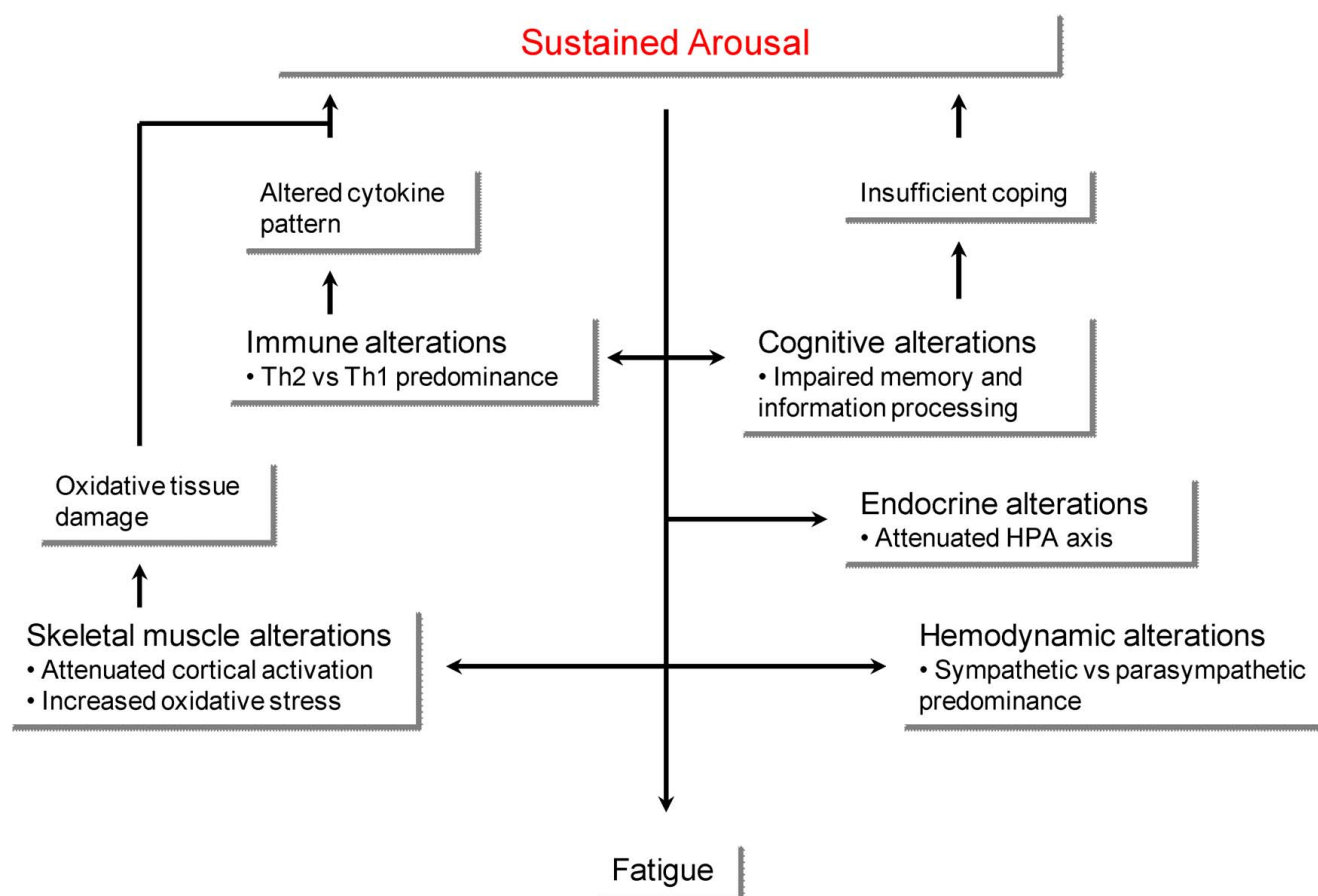 Sustained Arousal
Altered cytokine
pattern
Insufficient coping
Immune alterations
• Th2 vs Th1 predominance
Cognitive alterations
• Impaired memory and
information processing
Oxidative tissue
damage
Endocrine alterations
• Attenuated HPA axis
Skeletal muscle alterations
• Attenuated cortical activation
• Increased oxidative stress
Hemodynamic alterations
• Sympathetic vs parasympathetic
predominance
Fatigue